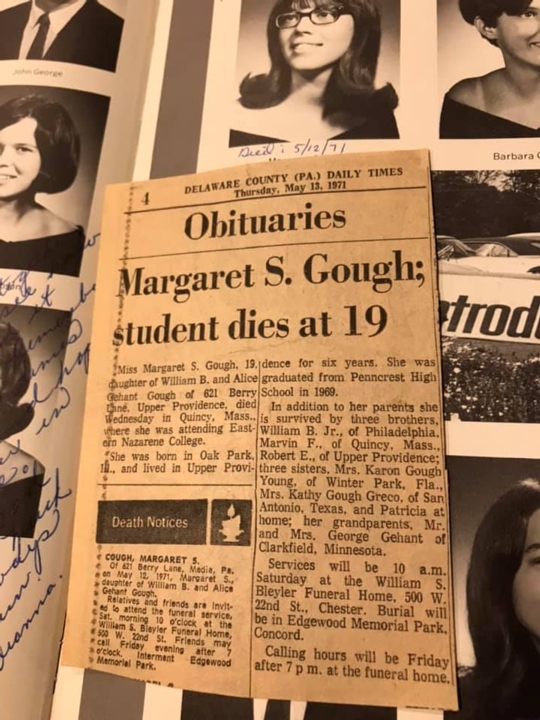 John George
Died: 5/12/71
Barbara
4
DELAWARE COUNTY (PA.) DAILY TIMES
Thursday, May 13, 1971
Obituaries
Margaret S. Gough;
student dies at 19
Miss Margaret S. Gough, 19,
daughter of William B. and Alice
Gehant Gough of 621 Berry
Lane, Upper Providence, died
Wednesday in Quincy, Mass.,
where she was attending East-
ern Nazarene College.
She was born in Oak Park,
Ill., and lived in Upper Provi-
dence for six years. She was
graduated from Penncrest High
School in 1969.
In addition to her parents she
is survived by three brothers,
William B. Jr., of Philadelphia,
Marvin F., of Quincy, Mass.,
Robert E., of Upper Providence;
three sisters, Mrs. Karon Gough
Young, of Winter Park, Fla.,
Mrs. Kathy Gough Greco, of San
Antonio, Texas, and Patricia at
home; her grandparents, Mr.
and Mrs. George Gehant of
Clarkfield, Minnesota.
Services will be 10 a.m.
Saturday at the William S.
Bleyler Funeral Home, 500 W.
22nd St., Chester. Burial will
be in Edgewood Memorial Park,
Concord.
Calling hours will be Friday
after 7 p m. at the funeral home.
Death Notices
COUGH, MARGARET S.
Of 621 Berry Lane, Media, Pa.
on May 12, 1971, Margaret S.,
daughter of William B. and Alice
Gehant Gough.
Relatives and friends are invit-
ed to attend the funeral service,
Sat. morning 10 o'clock at the
William S. Bleyler Funeral Home,
500 W. 22nd St. Friends may
call Friday evening after 7
o'clock. Interment Edgewood
Memorial Park.
etrod
in
Deanna.